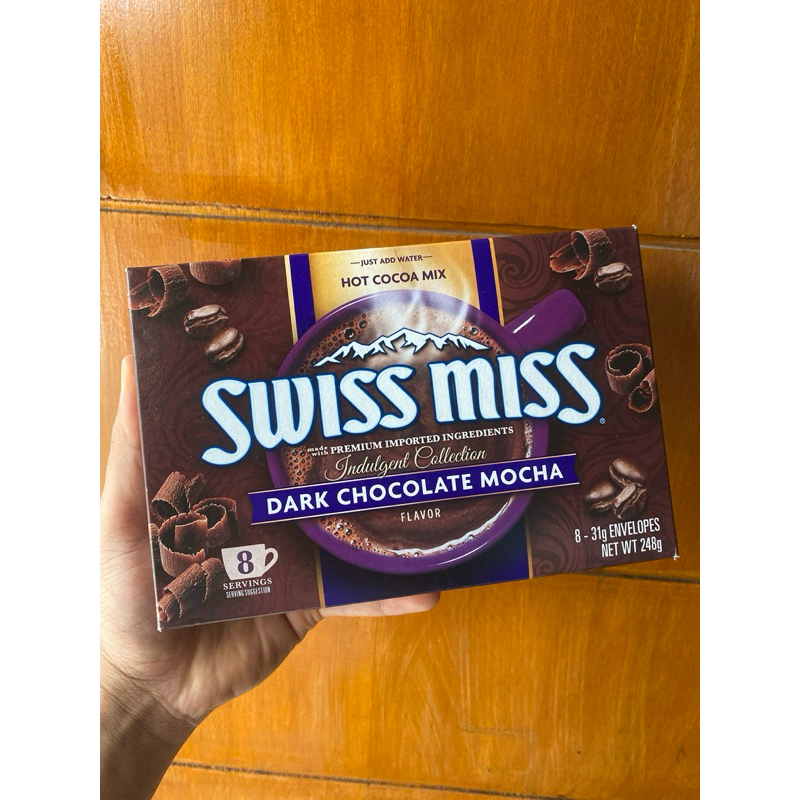 JUST ADD WATER
HOT COCOA MIX
SWISS MISS®
made with PREMIUM IMPORTED INGREDIENTS
Indulgent Collection
DARK CHOCOLATE MOCHA
FLAVOR
8
SERVINGS
SERVING SUGGESTION
8 - 31g ENVELOPES
NET WT 248g